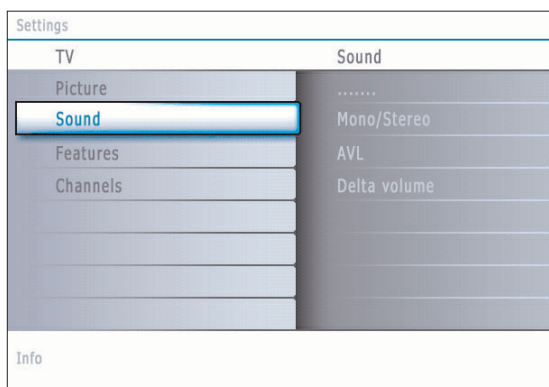 Settings
TV Sound
Picture .......
Sound Mono/Stereo
Features AVL
Channels Delta volume
Info